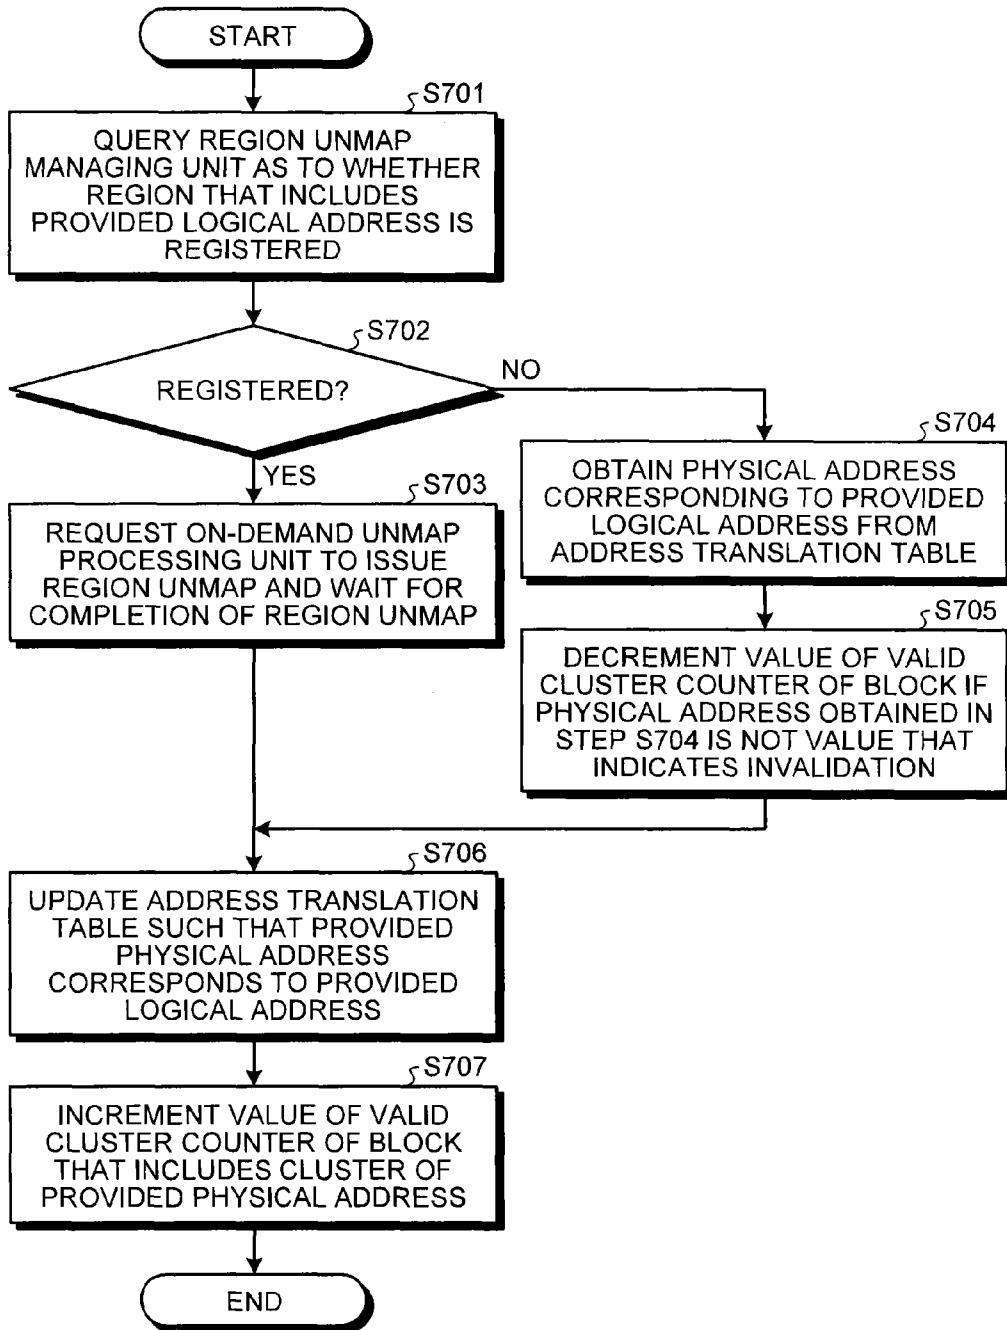 START
S701
QUERY REGION UNMAP
MANAGING UNIT AS TO WHETHER
REGION THAT INCLUDES
PROVIDED LOGICAL ADDRESS IS
REGISTERED
S702
REGISTERED?
NO
YES
S703
REQUEST ON-DEMAND UNMAP
PROCESSING UNIT TO ISSUE
REGION UNMAP AND WAIT FOR
COMPLETION OF REGION UNMAP
S704
OBTAIN PHYSICAL ADDRESS
CORRESPONDING TO PROVIDED
LOGICAL ADDRESS FROM
ADDRESS TRANSLATION TABLE
S705
DECREMENT VALUE OF VALID
CLUSTER COUNTER OF BLOCK IF
PHYSICAL ADDRESS OBTAINED IN
STEP S704 IS NOT VALUE THAT
INDICATES INVALIDATION
S706
UPDATE ADDRESS TRANSLATION
TABLE SUCH THAT PROVIDED
PHYSICAL ADDRESS
CORRESPONDS TO PROVIDED
LOGICAL ADDRESS
S707
INCREMENT VALUE OF VALID
CLUSTER COUNTER OF BLOCK
THAT INCLUDES CLUSTER OF
PROVIDED PHYSICAL ADDRESS
END